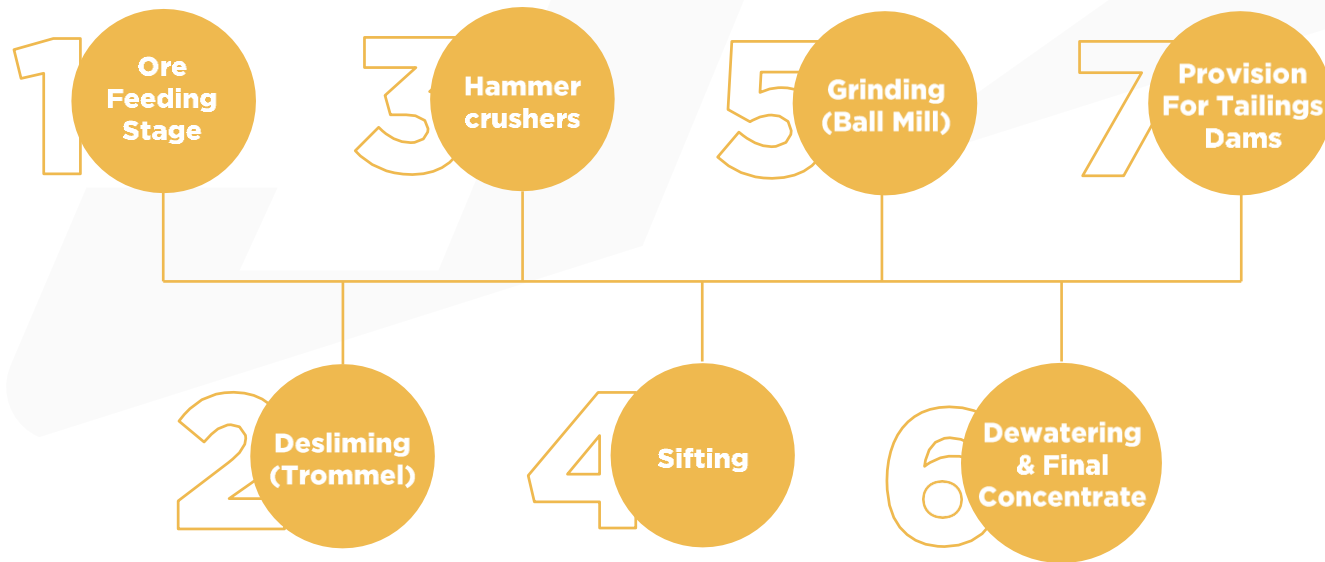 1
Ore
Feeding
Stage
2
Desliming
(Trommel)
3
Hammer
crushers
4
Sifting
5
Grinding
(Ball Mill)
6
Dewatering
& Final
Concentrate
7
Provision
For Tailings
Dams